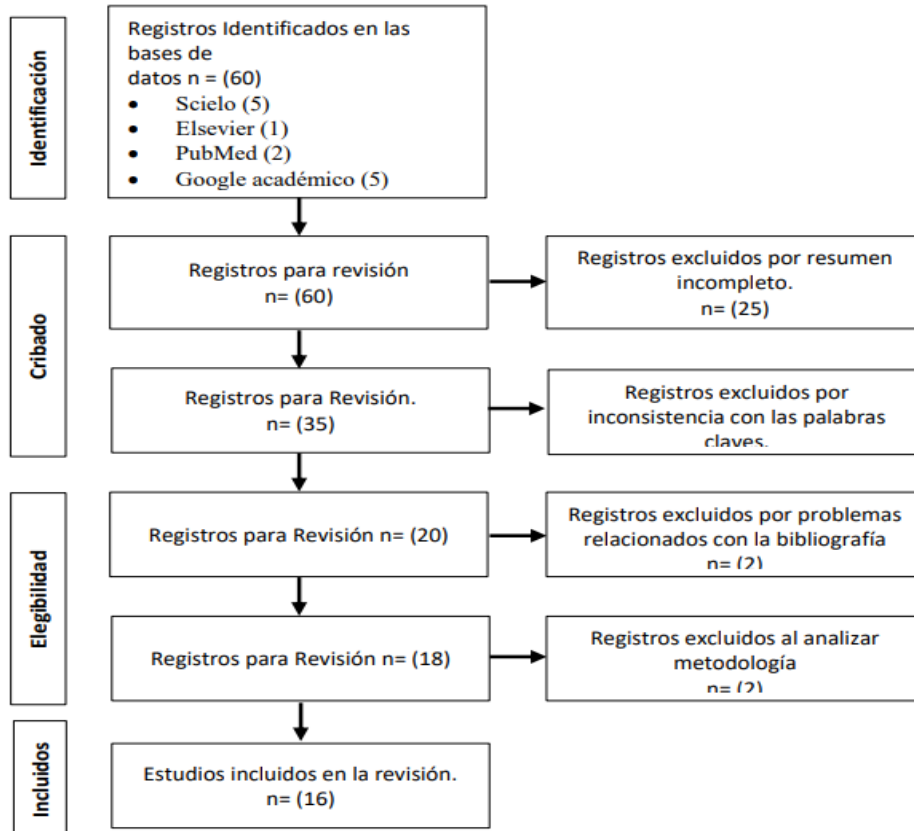 Identificación
Registros Identificados en las
bases de
datos n = (60)
• Scielo (5)
• Elsevier (1)
• PubMed (2)
• Google académico (5)
Cribado
Registros para revisión
n= (60)
Registros excluidos por resumen
incompleto.
n= (25)
Registros para Revisión.
n= (35)
Registros excluidos por
inconsistencia con las palabras
claves.
Elegibilidad
Registros para Revisión n= (20)
Registros excluidos por problemas
relacionados con la bibliografía
n= (2)
Registros para Revisión n= (18)
Registros excluidos al analizar
metodología
n= (2)
Incluidos
Estudios incluidos en la revisión.
n= (16)